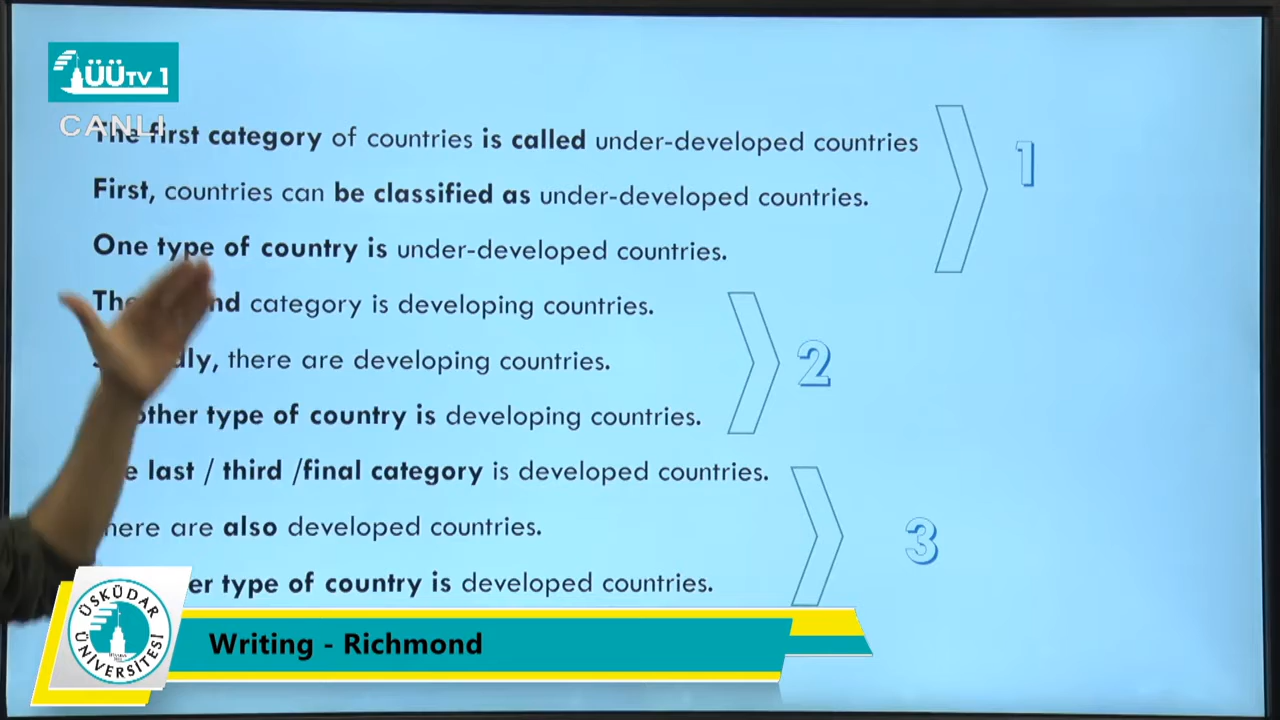 ÜÜTV 1
CANLI
The first category of countries is called under-developed countries
First, countries can be classified as under-developed countries.
One type of country is under-developed countries.
1
category is developing countries.
there are developing countries.
type of country is developing countries.
2
last / third /final category is developed countries.
are also developed countries.
type of country is developed countries.
3
ÜSKÜDAR ÜNİVERSİTESİ
Writing - Richmond